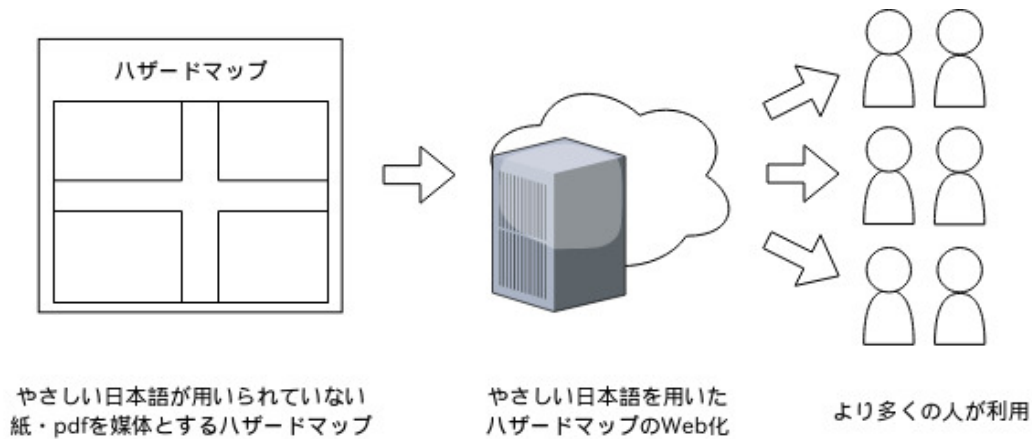 ハザードマップ
やさしい日本語が用いられていない
紙・pdfを媒体とするハザードマップ
やさしい日本語を用いた
ハザードマップのWeb化
より多くの人が利用